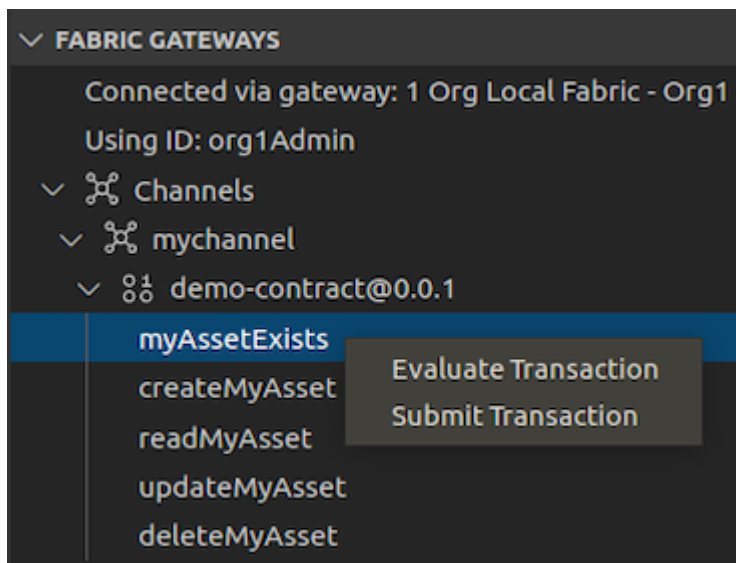 FABRIC GATEWAYS
Connected via gateway: 1 Org Local Fabric - Org1
Using ID: org1Admin
Channels
mychannel
demo-contract@0.0.1
myAssetExists
Evaluate Transaction
createMyAsset
Submit Transaction
readMyAsset
updateMyAsset
deleteMyAsset